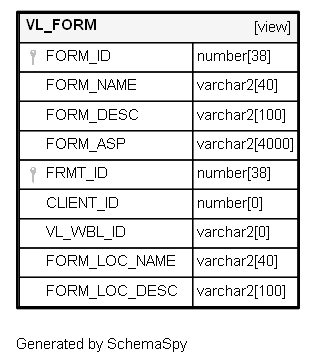 VL_FORM [view]
FORM_ID number[38]
FORM_NAME varchar2[40]
FORM_DESC varchar2[100]
FORM_ASP varchar2[4000]
FRMT_ID number[38]
CLIENT_ID number[0]
VL_WBL_ID varchar2[0]
FORM_LOC_NAME varchar2[40]
FORM_LOC_DESC varchar2[100]
Generated by SchemaSpy